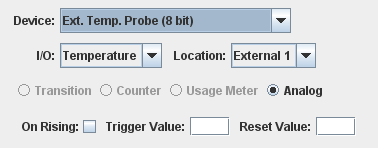 Device: Ext. Temp. Probe (8 bit)
I/O: Temperature Location: External 1
Transition Counter Usage Meter Analog
On Rising: Trigger Value: Reset Value: